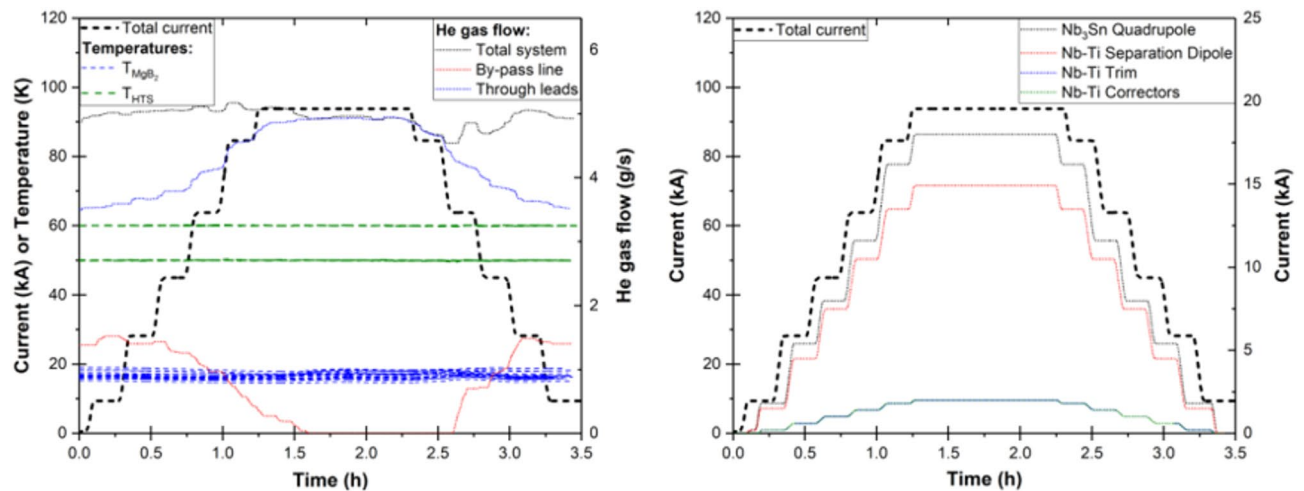 120
100
80
60
40
20
0
Current (kA) or Temperature (K)
Total current
Temperatures:
T_MgB₂
T_HTS
He gas flow:
Total system
By-pass line
Through leads
6
4
2
0
He gas flow (g/s)
0.0 0.5 1.0 1.5 2.0 2.5 3.0 3.5
Time (h)
120
100
80
60
40
20
0
Current (kA)
Total current
Nb₃Sn Quadrupole
Nb-Ti Separation Dipole
Nb-Ti Trim
Nb-Ti Correctors
25
20
15
10
5
0
Current (kA)
0.0 0.5 1.0 1.5 2.0 2.5 3.0 3.5
Time (h)